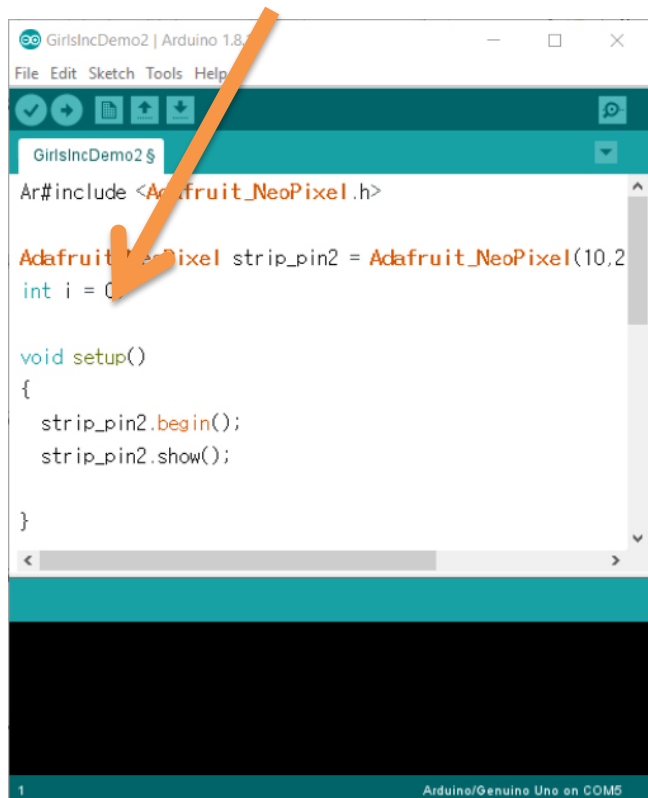 GirlsIncDemo2 | Arduino 1.8.
File Edit Sketch Tools Help
GirlsIncDemo2 §
Ar#include <Adafruit_NeoPixel.h>
Adafruit_NeoPixel strip_pin2 = Adafruit_NeoPixel(10,2
int i = 0
void setup()
{
strip_pin2.begin();
strip_pin2.show();
}
1
Arduino/Genuino Uno on COM5